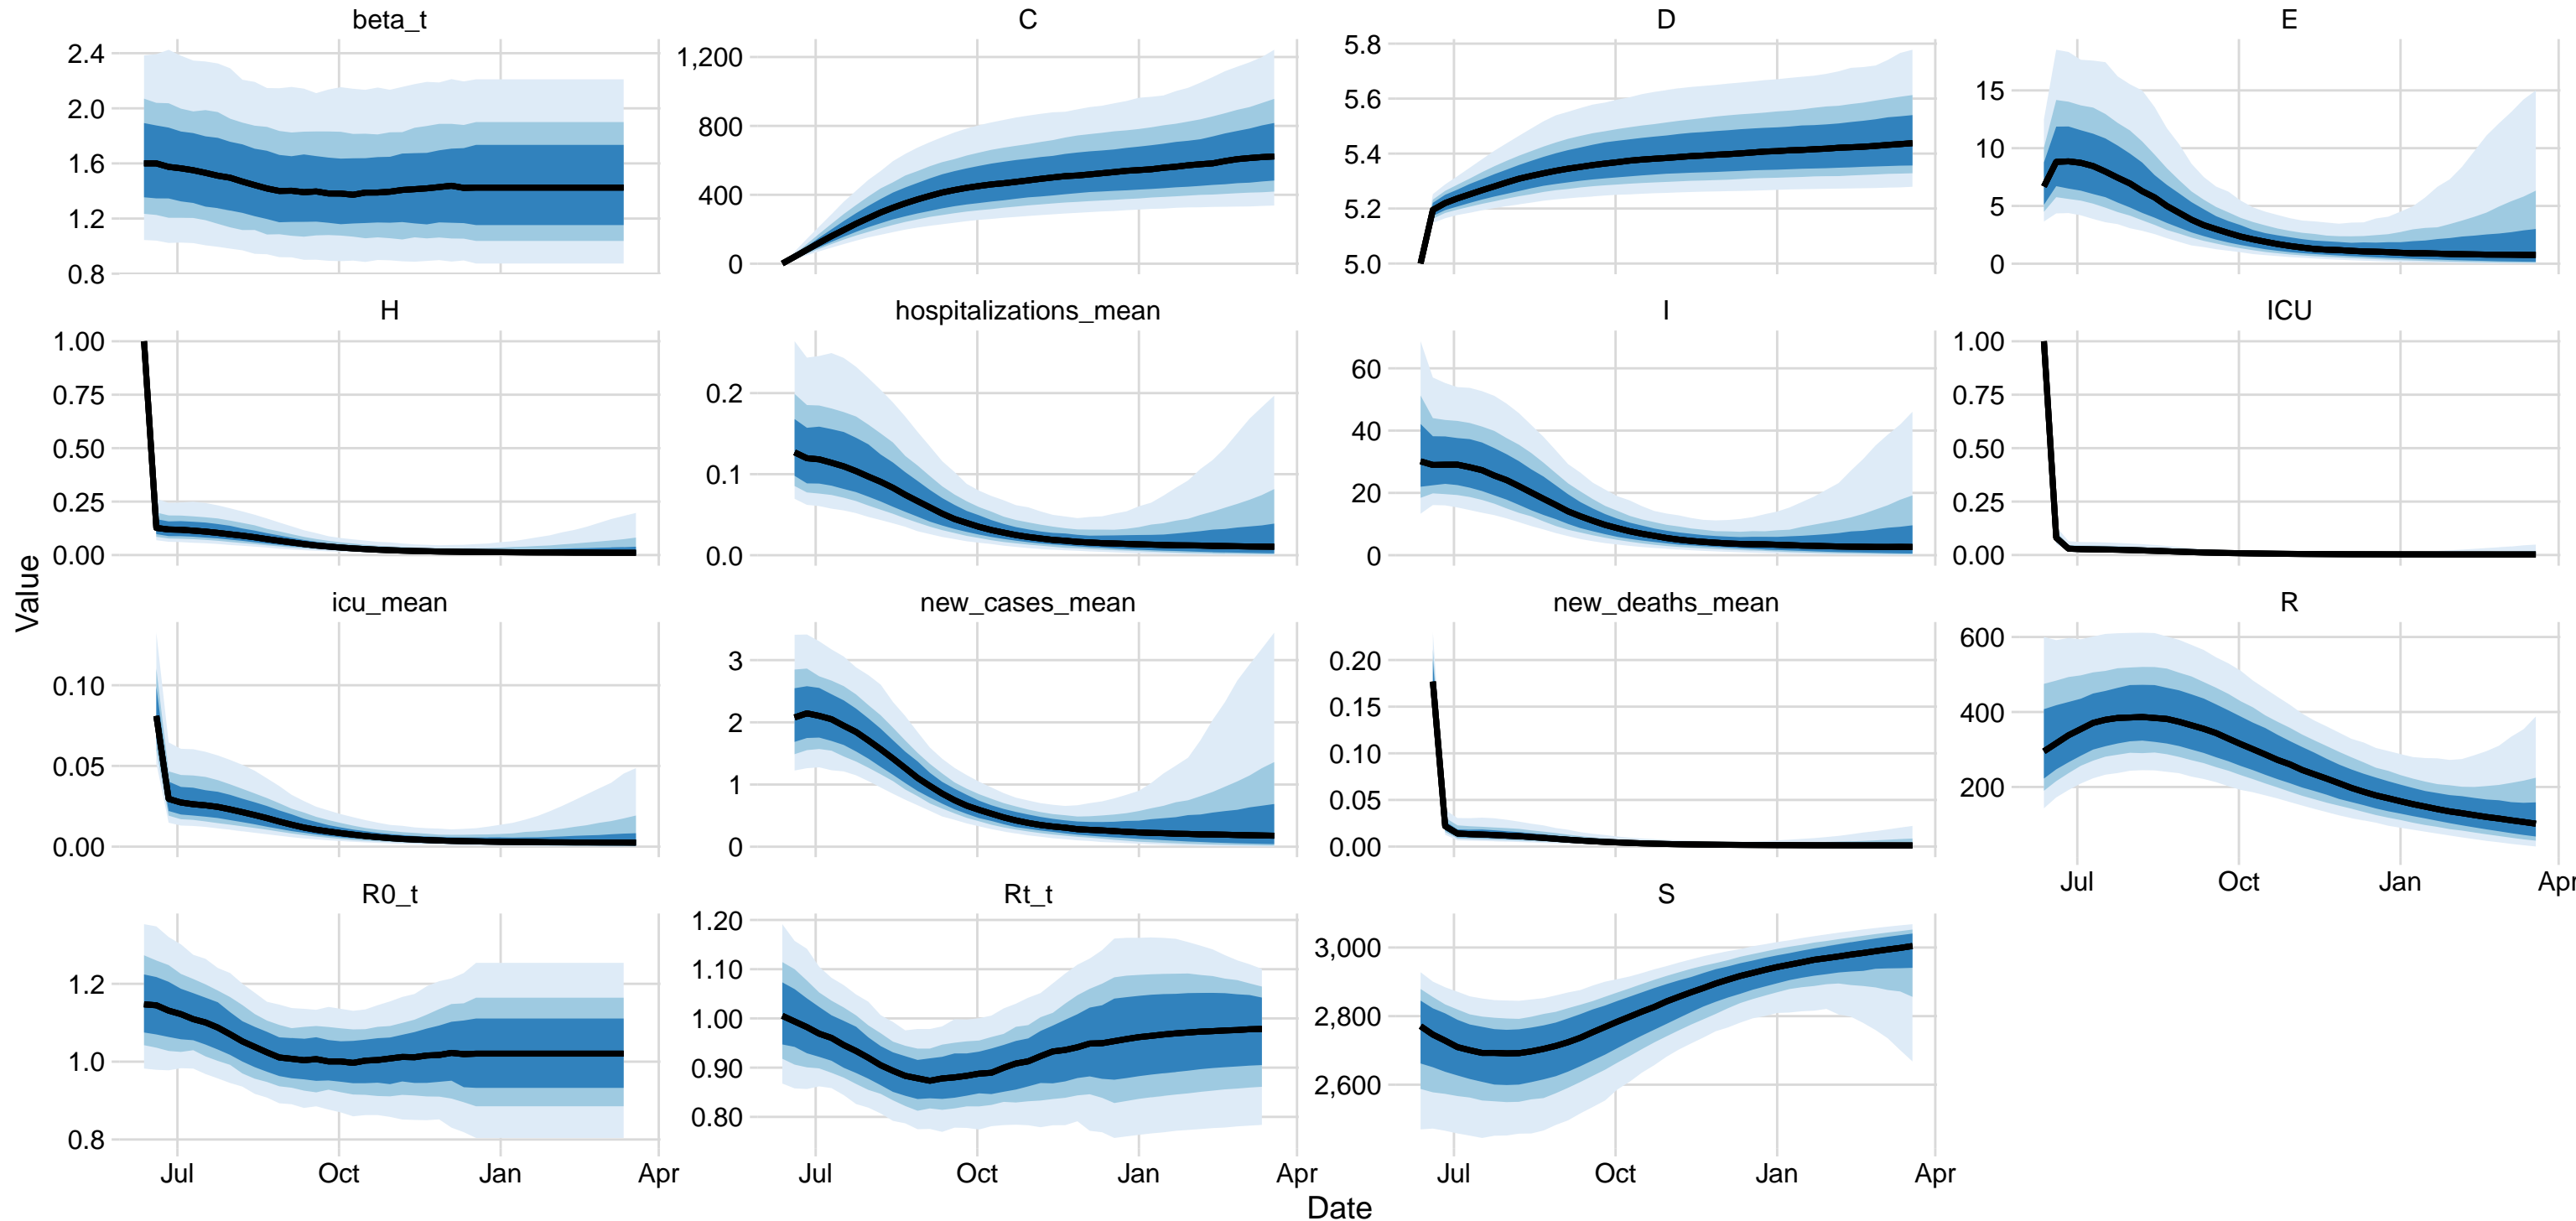 beta_t
C
D
E
2.4
2.0
1.6
1.2
0.8
1,200
800
400
0
5.8
5.6
5.4
5.2
5.0
15
10
5
0
H
hospitalizations_mean
I
ICU
1.00
0.75
0.50
0.25
0.00
0.2
0.1
0.0
60
40
20
0
1.00
0.75
0.50
0.25
0.00
Value
icu_mean
new_cases_mean
new_deaths_mean
R
0.10
0.05
0.00
3
2
1
0
0.20
0.15
0.10
0.05
0.00
600
400
200
Jul Oct Jan Apr
R0_t
Rt_t
S
1.2
1.0
0.8
1.20
1.10
1.00
0.90
0.80
3,000
2,800
2,600
Jul Oct Jan Apr
Jul Oct Jan Apr
Jul Oct Jan Apr
Date